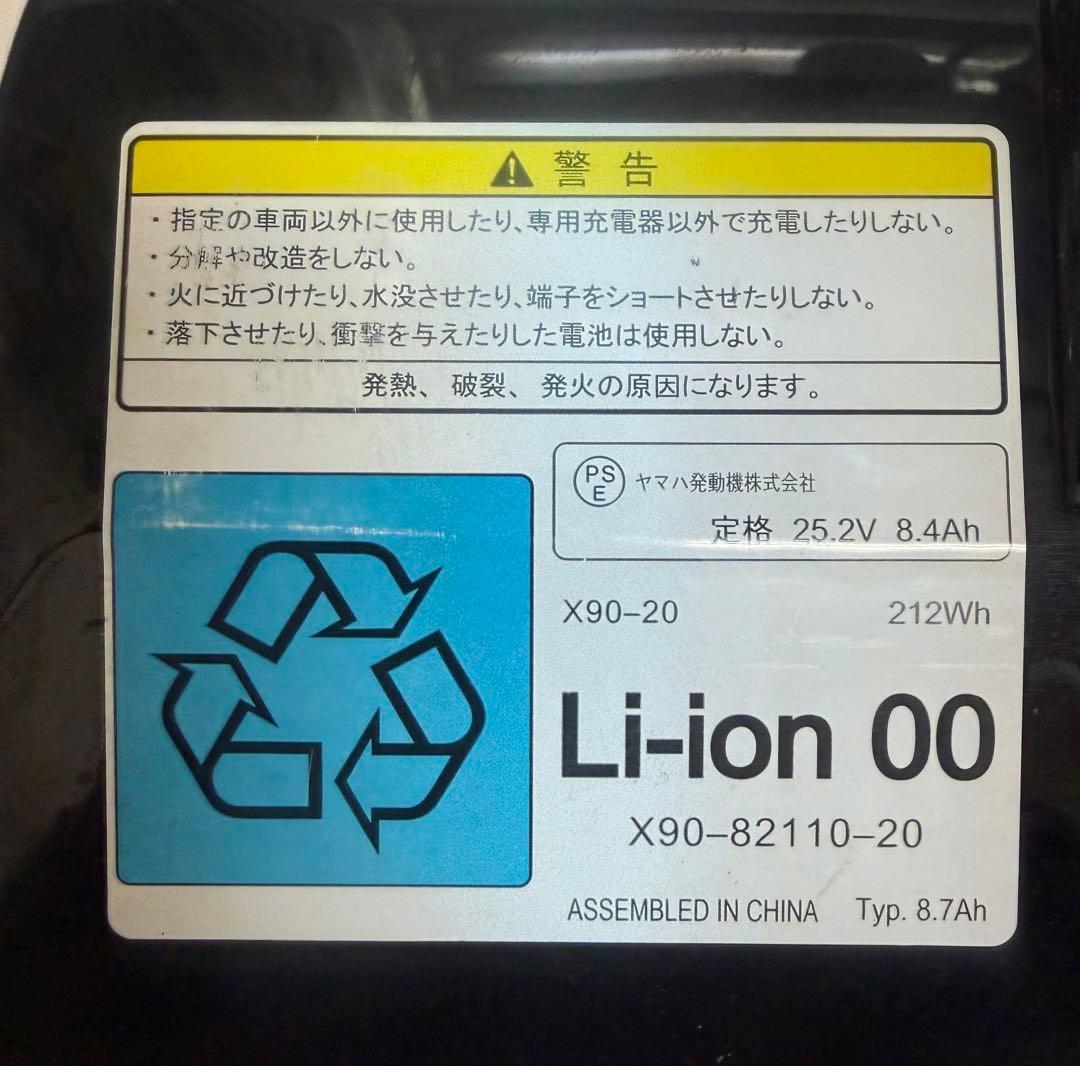 ⚠警告
・指定の車両以外に使用したり、専用充電器以外で充電したりしない。
・分解や改造をしない。
・火に近づけたり、水没させたり、端子をショートさせたりしない。
・落下させたり、衝撃を与えたりした電池は使用しない。
発熱、破裂、発火の原因になります。
PSE ヤマハ発動機株式会社
定格 25.2V 8.4Ah
X90-20 212Wh
Li-ion 00
X90-82110-20
ASSEMBLED IN CHINA Typ. 8.7Ah